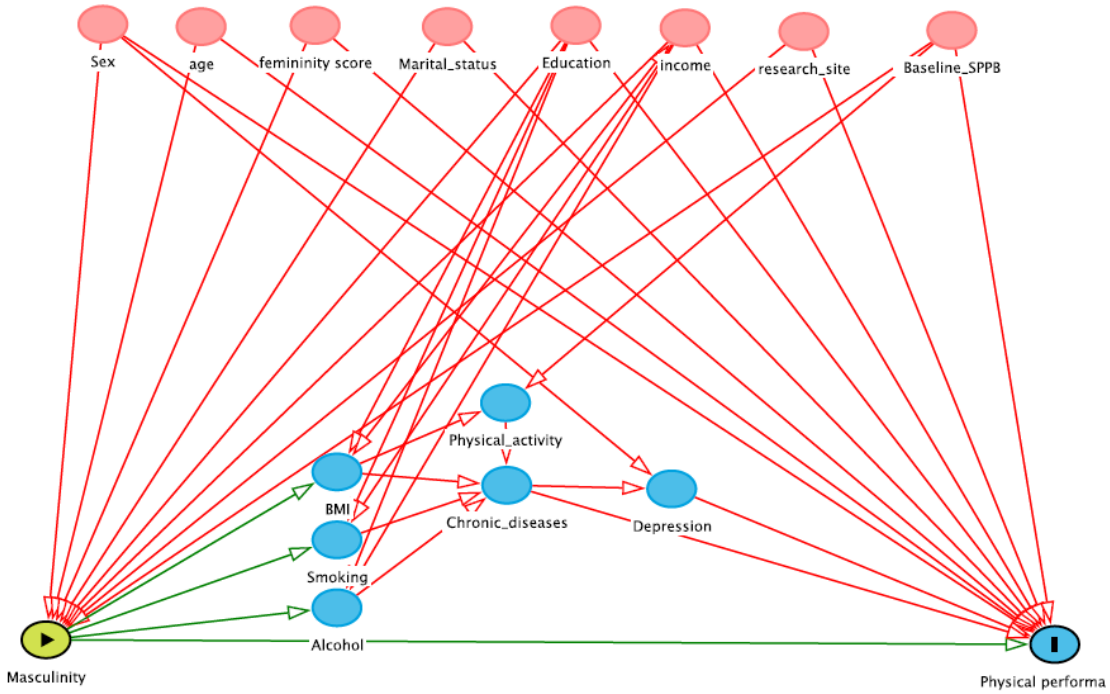 Sex
age
femininity score
Marital_status
Education
income
research_site
Baseline_SPPB
Physical_activity
BMI
Chronic_diseases
Depression
Smoking
Alcohol
Masculinity
Physical performa